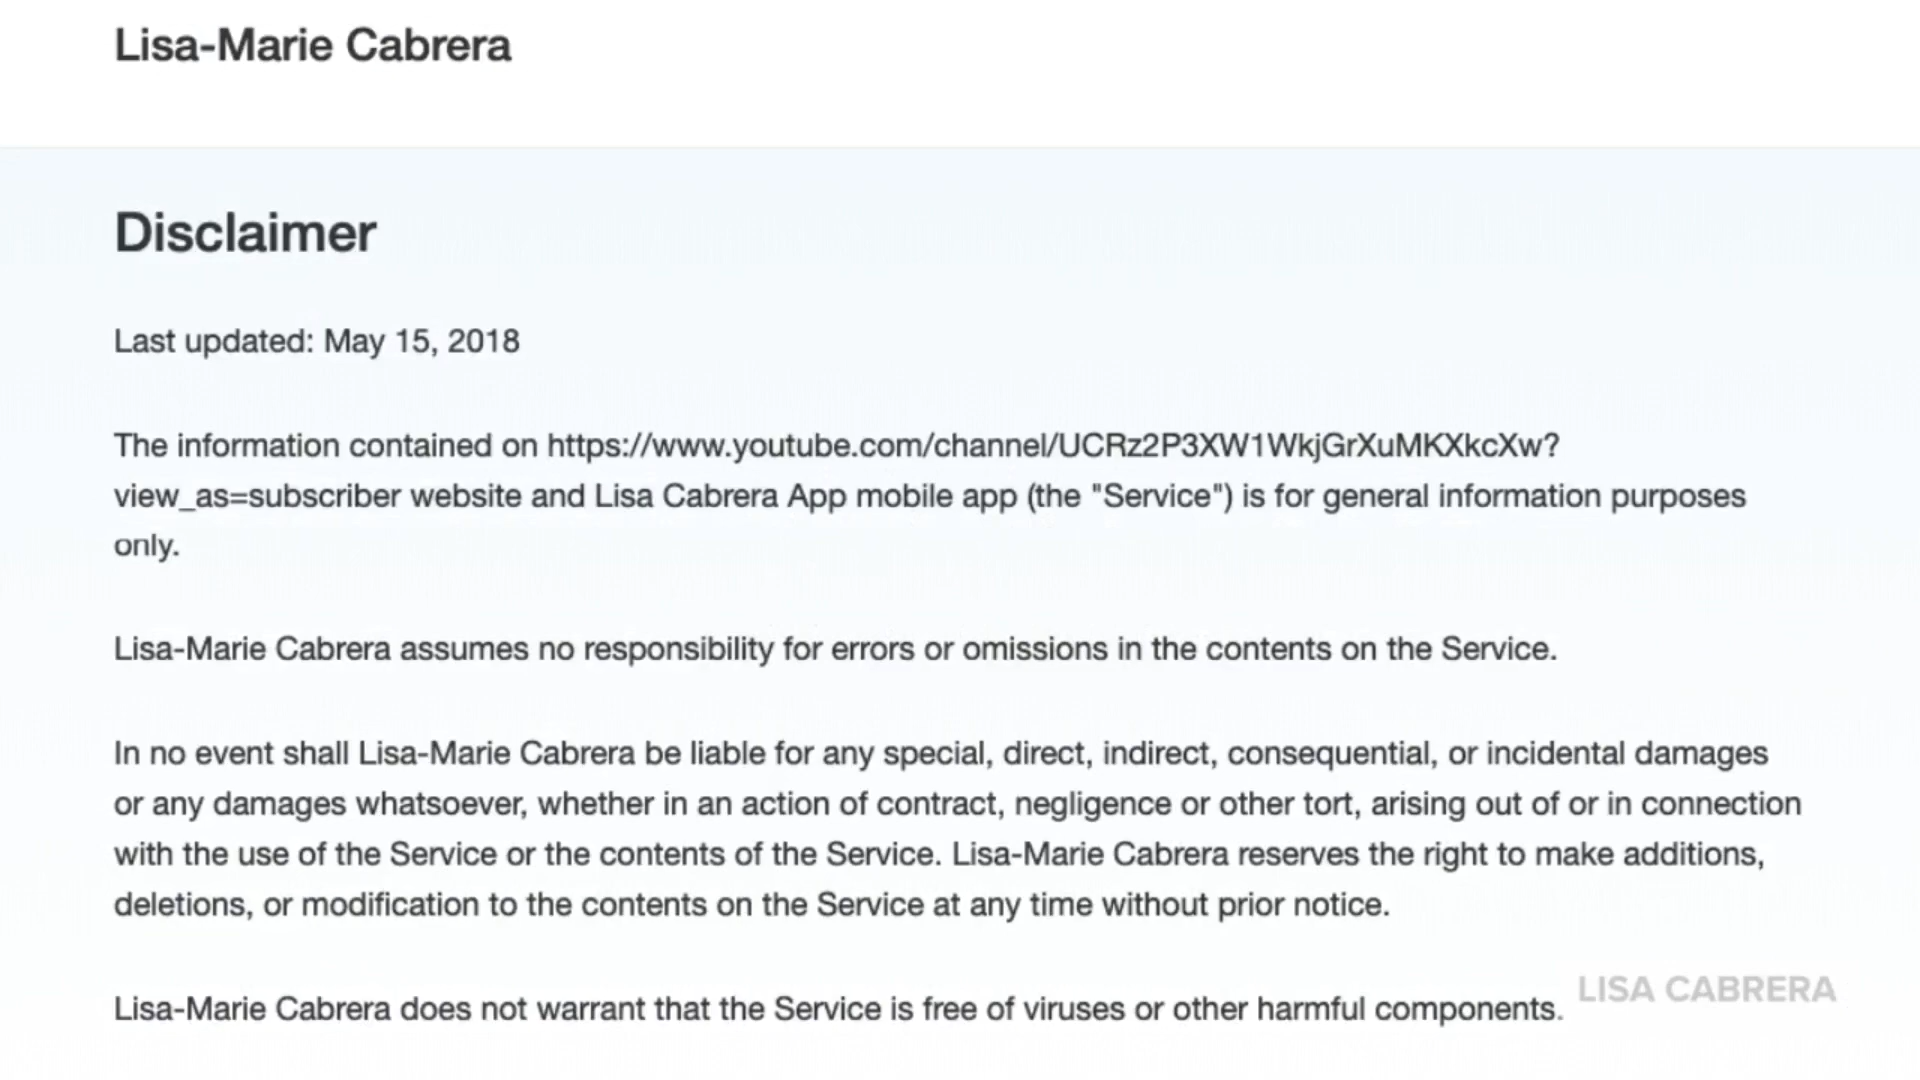 Lisa-Marie Cabrera
Disclaimer
Last updated: May 15, 2018
The information contained on https://www.youtube.com/channel/UCRz2P3XW1WkjGrXuMKXkcXw?
view_as=subscriber website and Lisa Cabrera App mobile app (the "Service") is for general information purposes
only.
Lisa-Marie Cabrera assumes no responsibility for errors or omissions in the contents on the Service.
In no event shall Lisa-Marie Cabrera be liable for any special, direct, indirect, consequential, or incidental damages
or any damages whatsoever, whether in an action of contract, negligence or other tort, arising out of or in connection
with the use of the Service or the contents of the Service. Lisa-Marie Cabrera reserves the right to make additions,
deletions, or modification to the contents on the Service at any time without prior notice.
Lisa-Marie Cabrera does not warrant that the Service is free of viruses or other harmful components.
LISA CABRERA